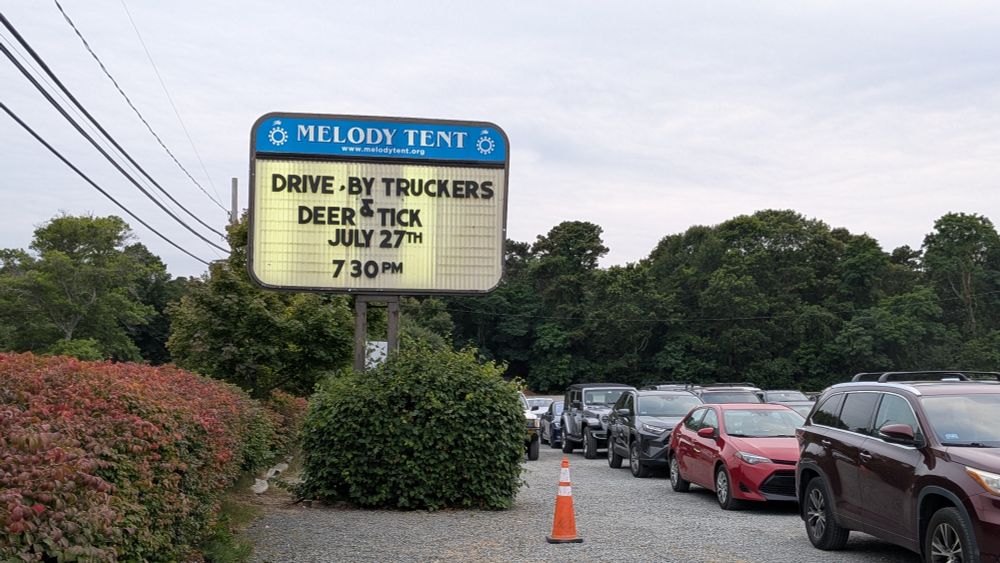 MELODY TENT
www.melodytent.org
DRIVE-BY TRUCKERS
&
DEER TICK
JULY 27TH
7 30 PM